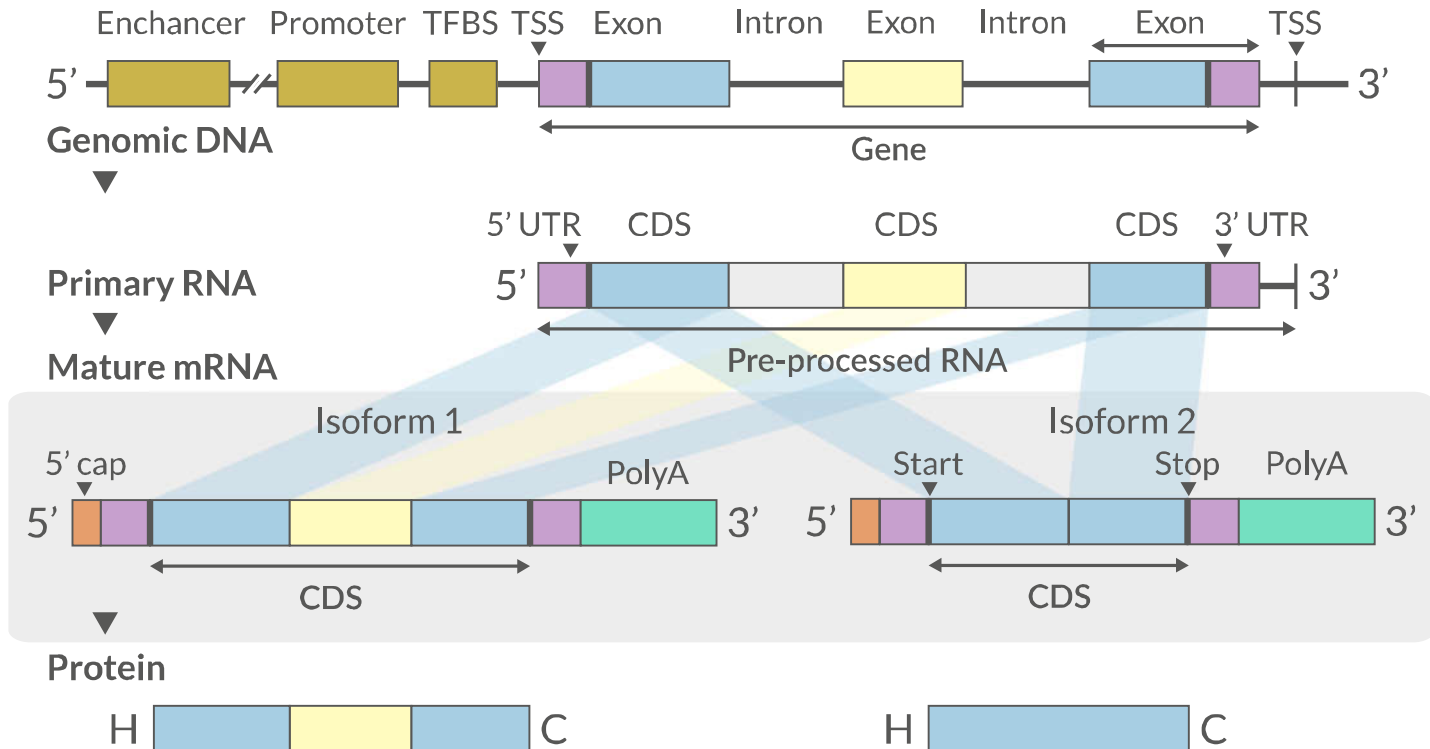 Enchancer Promoter TFBS TSS Exon Intron Exon Intron Exon TSS
5’ 3’
Genomic DNA
Gene
5’ UTR CDS CDS CDS 3’ UTR
Primary RNA 5’ 3’
Mature mRNA
Pre-processed RNA
Isoform 1 Isoform 2
5’ cap PolyA Start Stop PolyA
5’ 3’ 5’ 3’
CDS CDS
Protein
H C H C